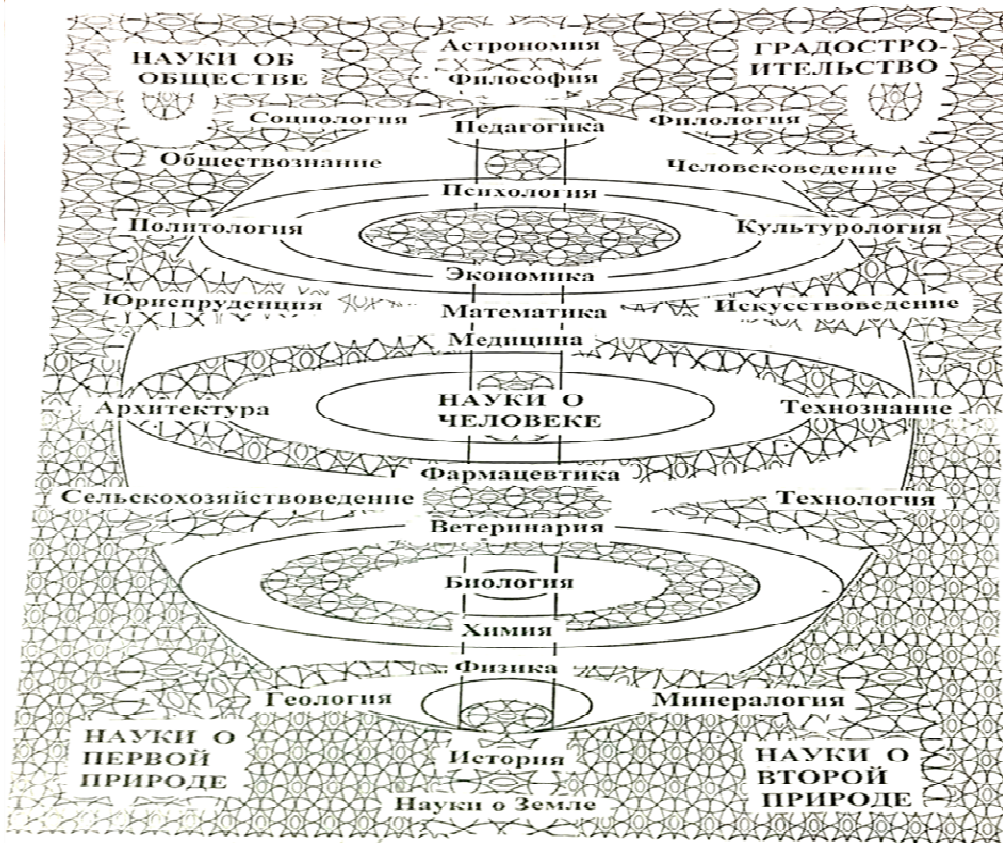 Астрономия
НАУКИ ОБ
ОБЩЕСТВЕ
ГРАДОСТРО-
ИТЕЛЬСТВО
Философия
Социология
Педагогика
Филология
Обществознание
Человековедение
Психология
Политология
Культурология
Экономика
Юриспруденция
Математика
Искусствоведение
Медицина
Архитектура
НАУКИ О
ЧЕЛОВЕКЕ
Технознание
Фармацевтика
Сельскохозяйствоведение
Технология
Ветеринария
Биология
Химия
Физика
Геология
Минералогия
НАУКИ О
ПЕРВОЙ
ПРИРОДЕ
История
НАУКИ О
ВТОРОЙ
ПРИРОДЕ
Науки о Земле